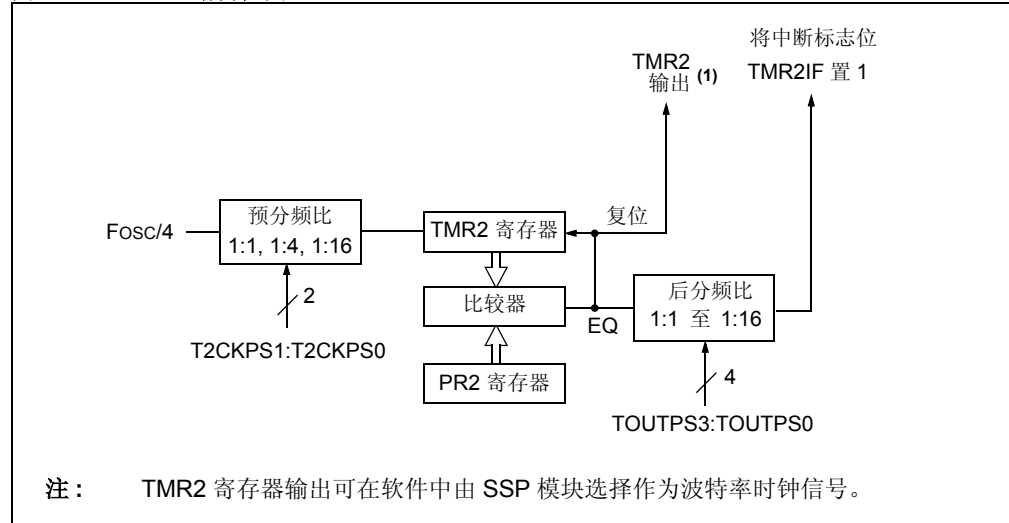 将中断标志位
TMR2IF 置 1
TMR2
输出 (1)
复位
Fosc/4
预分频比
1:1, 1:4, 1:16
TMR2 寄存器
2
比较器
EQ
后分频比
1:1 至 1:16
T2CKPS1:T2CKPS0
PR2 寄存器
4
TOUTPS3:TOUTPS0
注: TMR2 寄存器输出可在软件中由 SSP 模块选择作为波特率时钟信号。